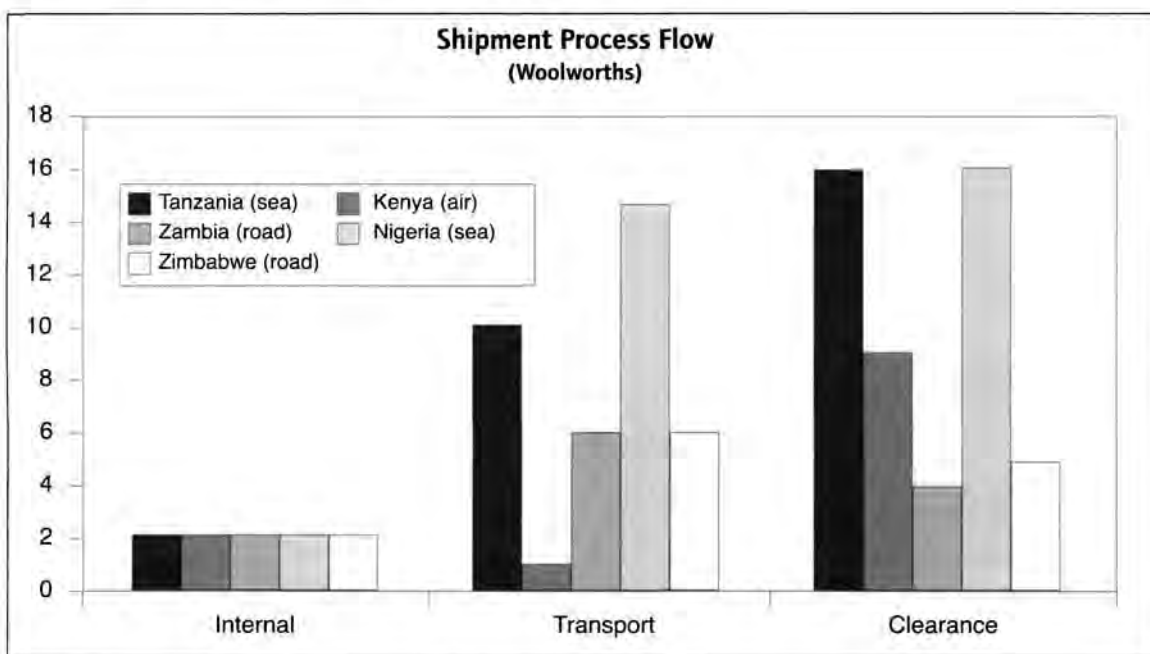 Shipment Process Flow
(Woolworths)
18
16
14
12
10
8
6
4
2
0
Tanzania (sea) Kenya (air)
Zambia (road) Nigeria (sea)
Zimbabwe (road)
Internal Transport Clearance